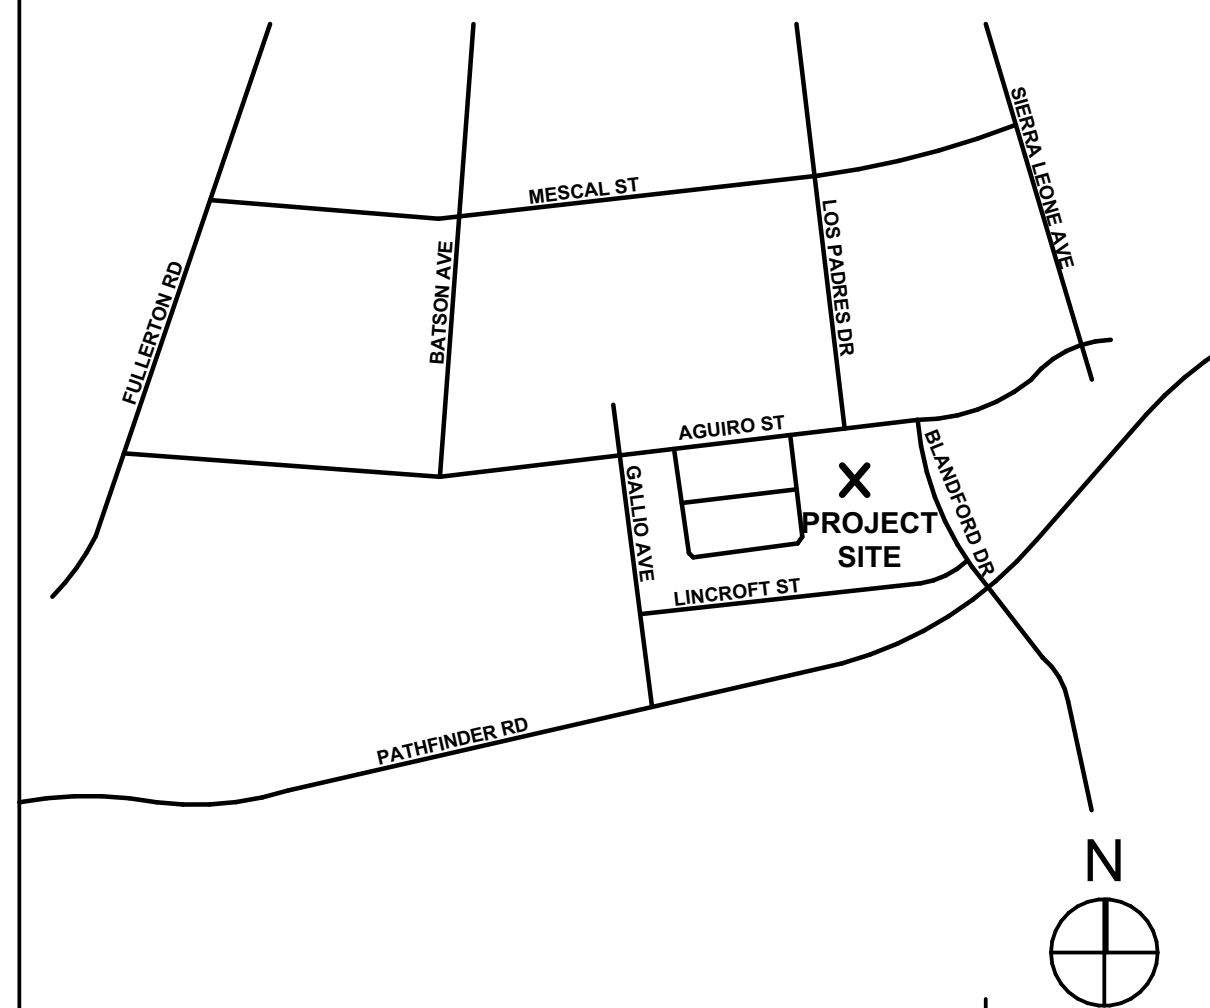 SIERRA LEONE AVE
MESCAL ST
LOS PADRES DR
BATSON AVE
FULLERTON RD
AGUIRO ST
BLANDFORD DR
GALLIO AVE
PROJECT
SITE
LINCROFT ST
PATHFINDER RD
N